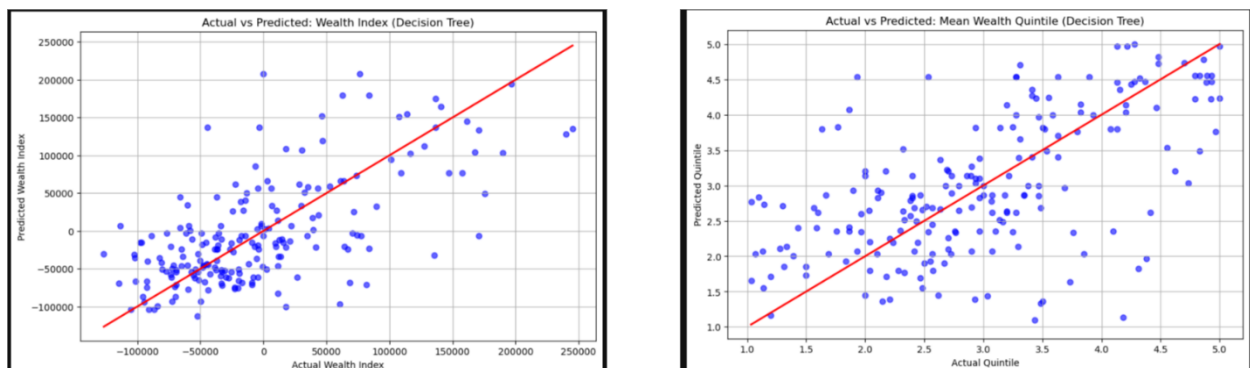 Actual vs Predicted: Wealth Index (Decision Tree)
250000
200000
150000
100000
50000
0
−50000
−100000
Predicted Wealth Index
−100000 −50000 0 50000 100000 150000 200000 250000
Actual Wealth Index
Actual vs Predicted: Mean Wealth Quintile (Decision Tree)
5.0
4.5
4.0
3.5
3.0
2.5
2.0
1.5
1.0
Predicted Quintile
1.0 1.5 2.0 2.5 3.0 3.5 4.0 4.5 5.0
Actual Quintile